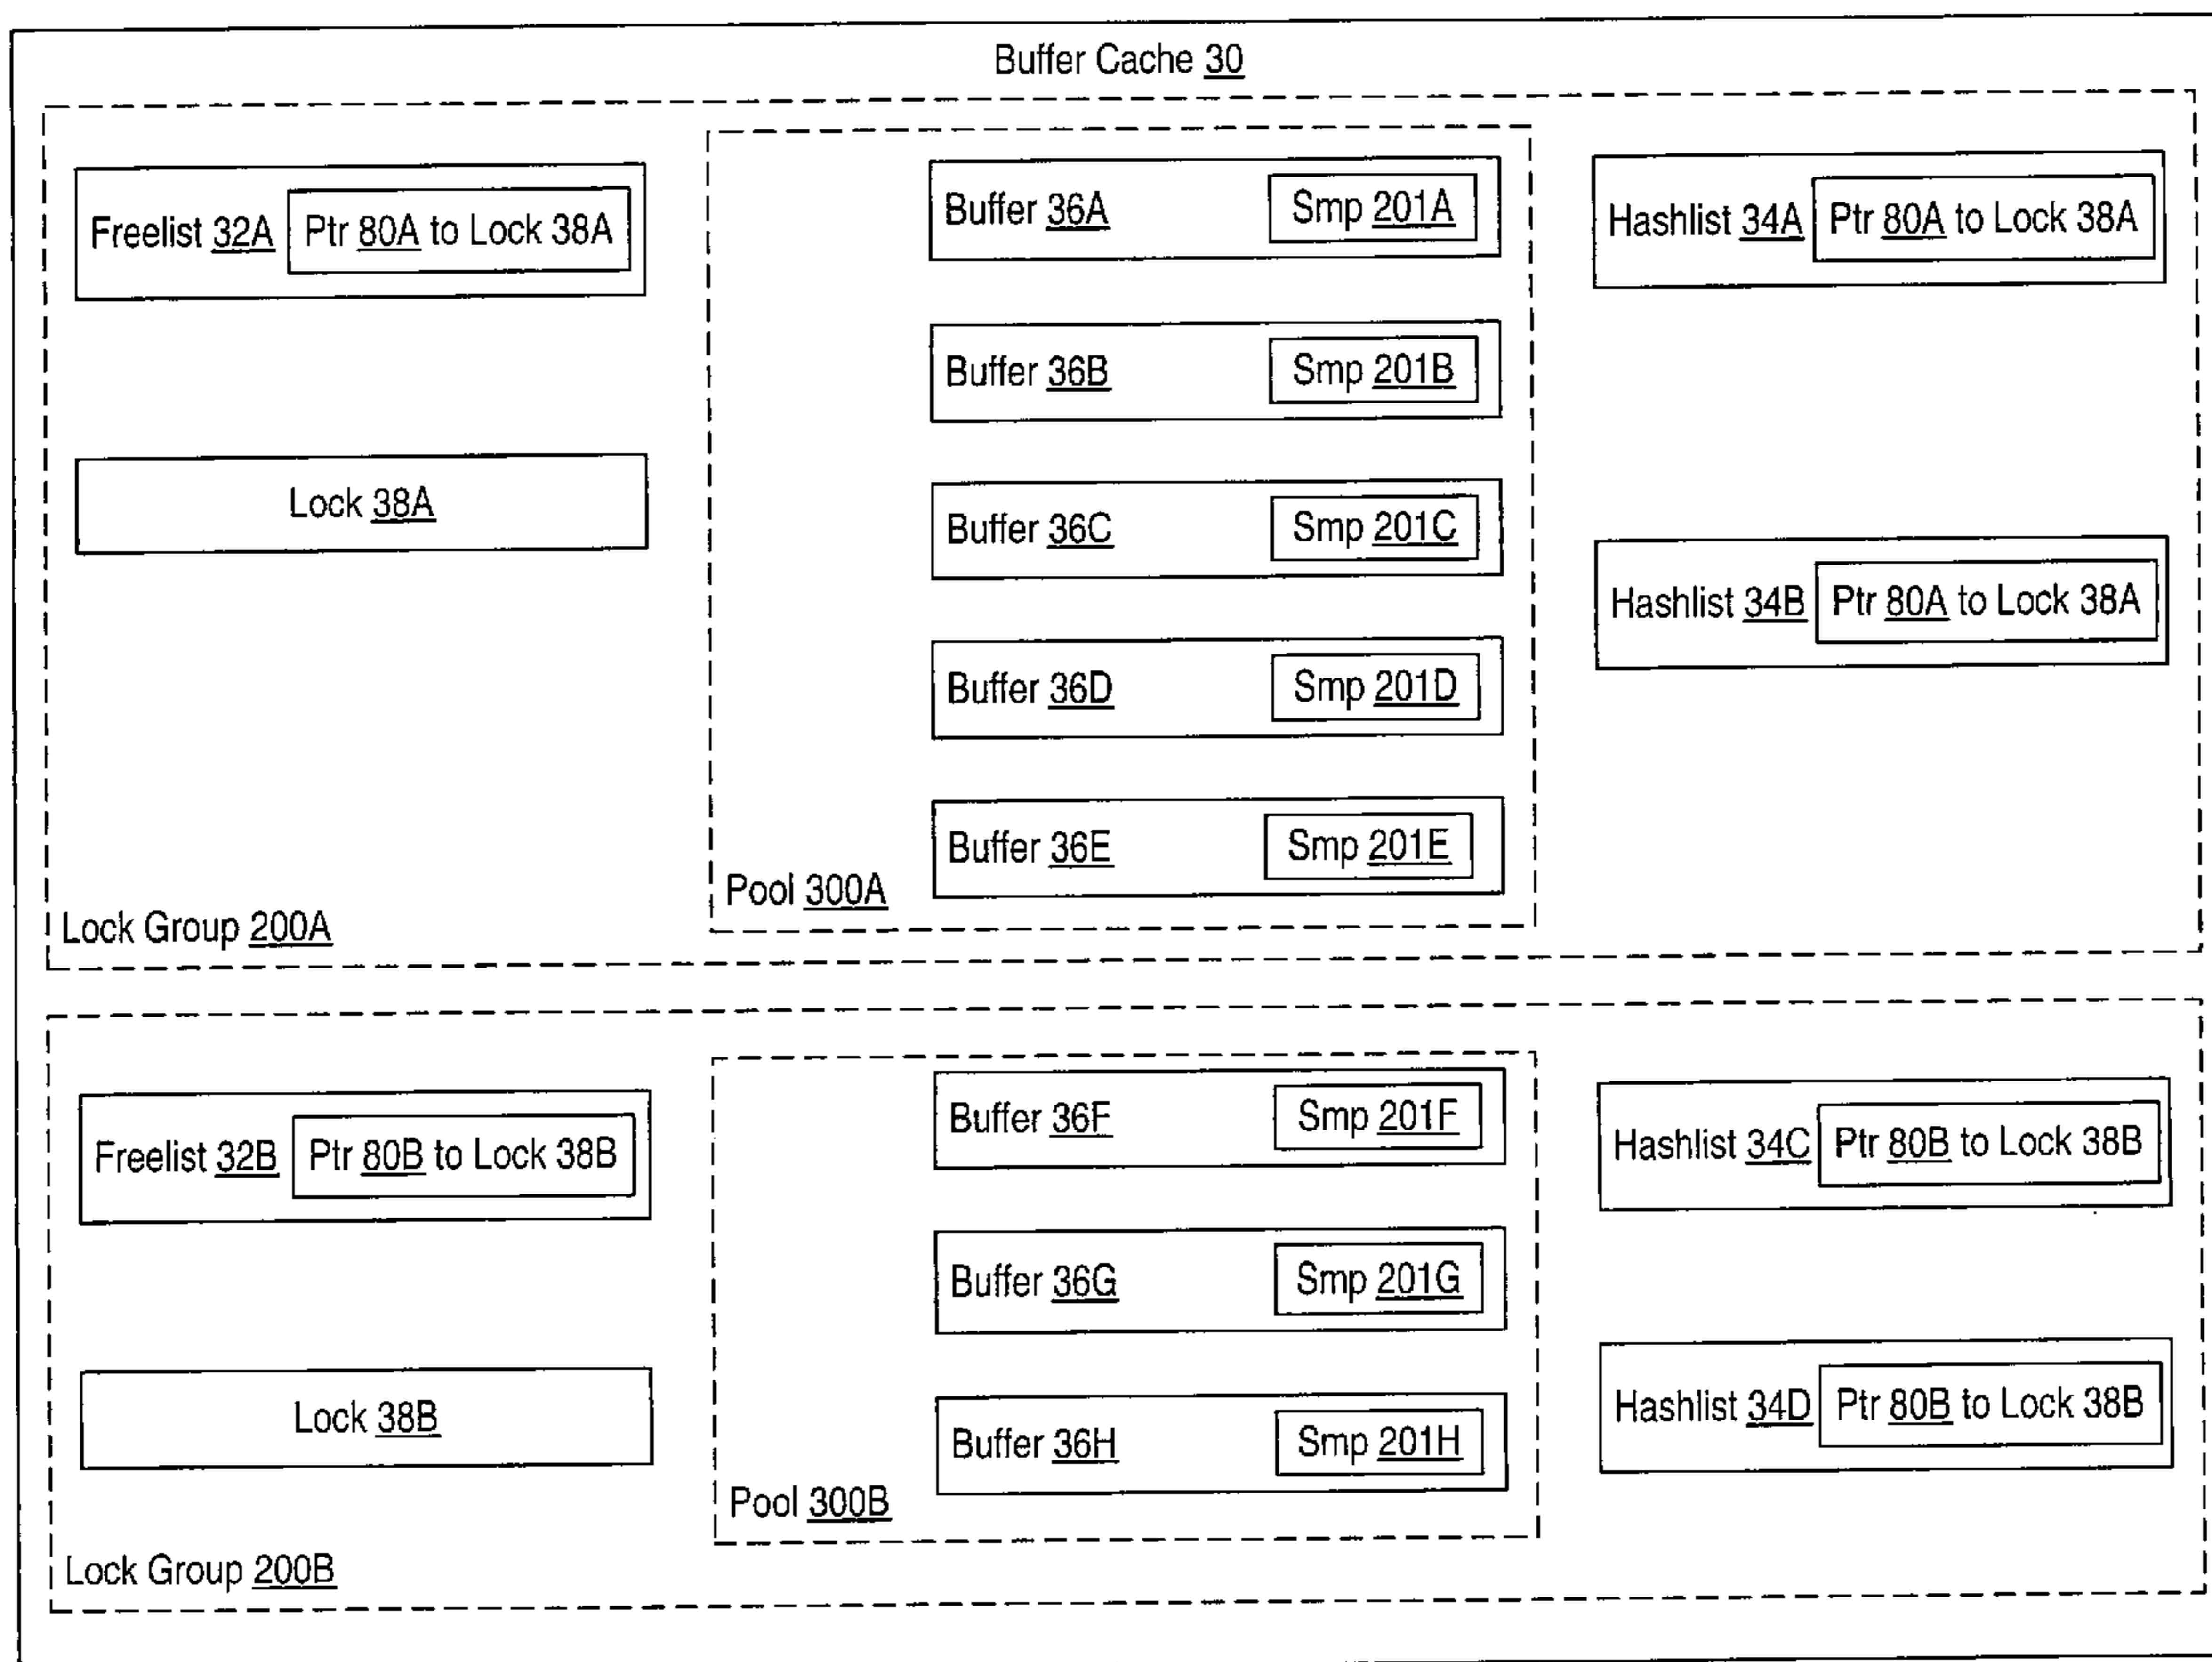 Buffer Cache 30
Freelist 32A
Ptr 80A to Lock 38A
Lock 38A
Buffer 36A
Smp 201A
Buffer 36B
Smp 201B
Buffer 36C
Smp 201C
Buffer 36D
Smp 201D
Buffer 36E
Smp 201E
Pool 300A
Hashlist 34A
Ptr 80A to Lock 38A
Hashlist 34B
Ptr 80A to Lock 38A
Lock Group 200A
Freelist 32B
Ptr 80B to Lock 38B
Lock 38B
Buffer 36F
Smp 201F
Buffer 36G
Smp 201G
Buffer 36H
Smp 201H
Pool 300B
Hashlist 34C
Ptr 80B to Lock 38B
Hashlist 34D
Ptr 80B to Lock 38B
Lock Group 200B